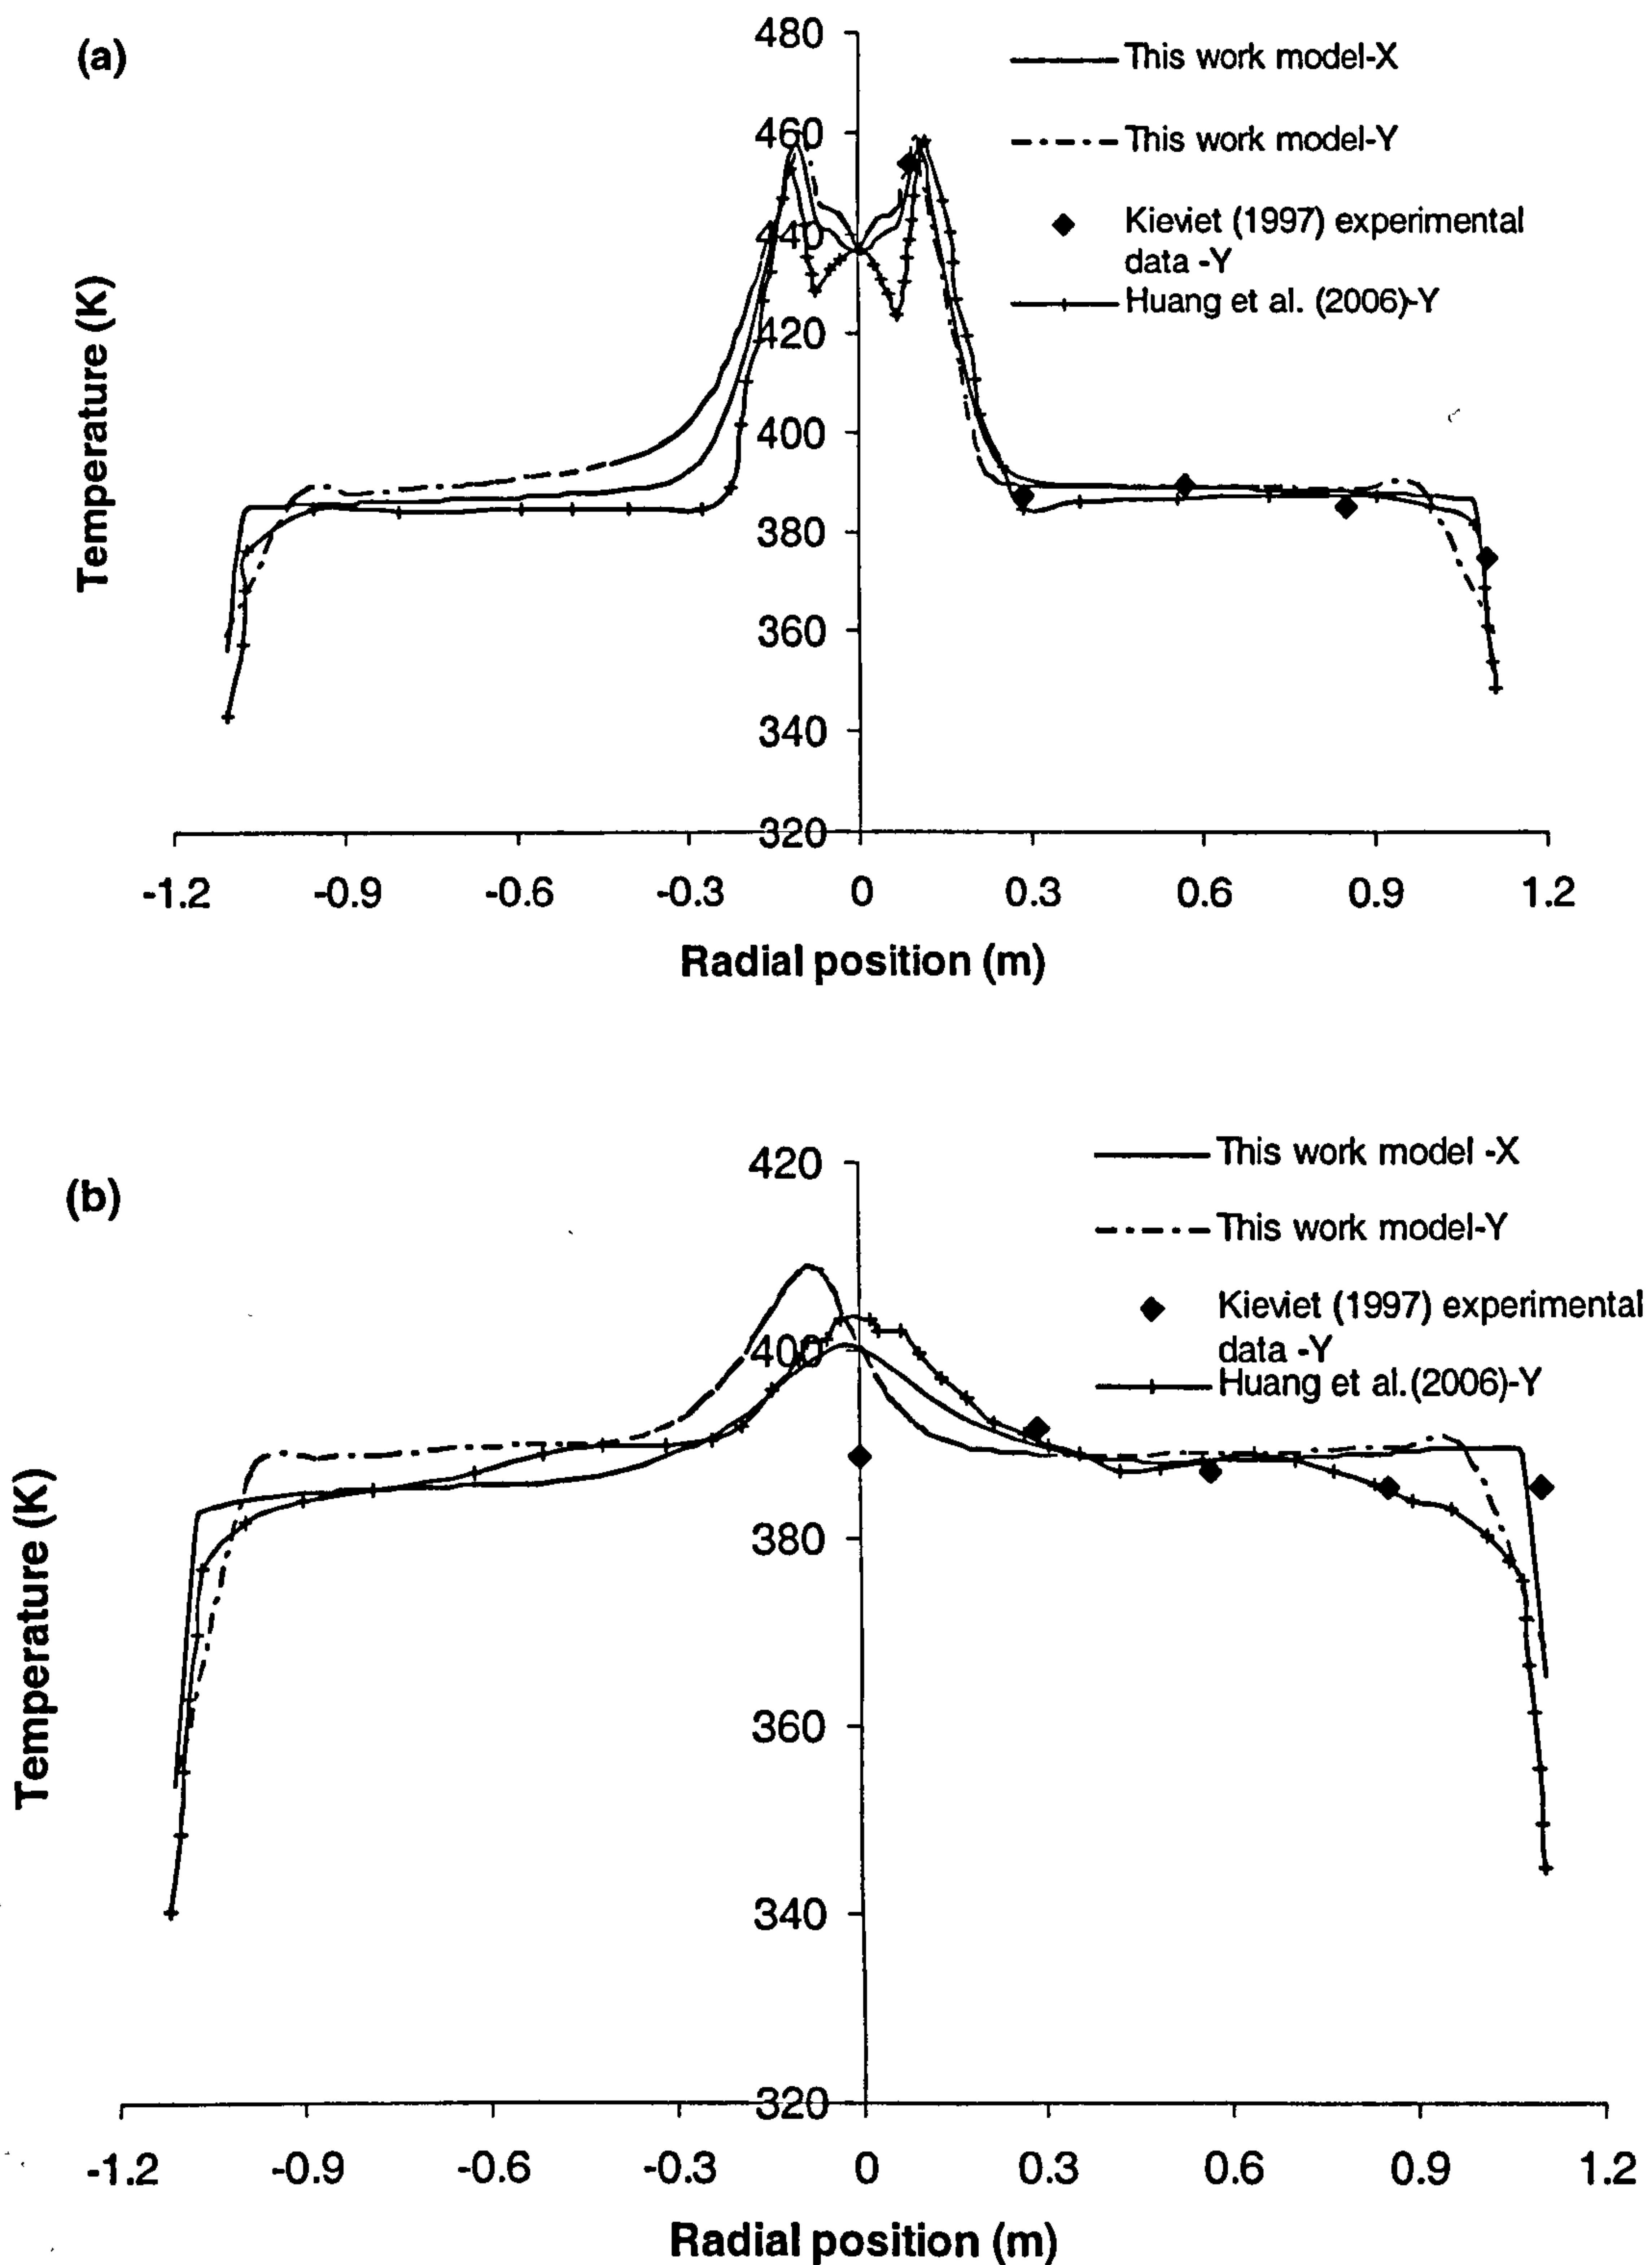 (a)
480
460
440
420
400
380
360
340
320
This work model-X
This work model-Y
Kieviet (1997) experimental
data -Y
Huang et al. (2006)-Y
Temperature (K)
-1.2 -0.9 -0.6 -0.3 0 0.3 0.6 0.9 1.2
Radial position (m)
(b)
420
400
380
360
340
320
This work model -X
This work model-Y
Kieviet (1997) experimental
data -Y
Huang et al.(2006)-Y
Temperature (K)
-1.2 -0.9 -0.6 -0.3 0 0.3 0.6 0.9 1.2
Radial position (m)